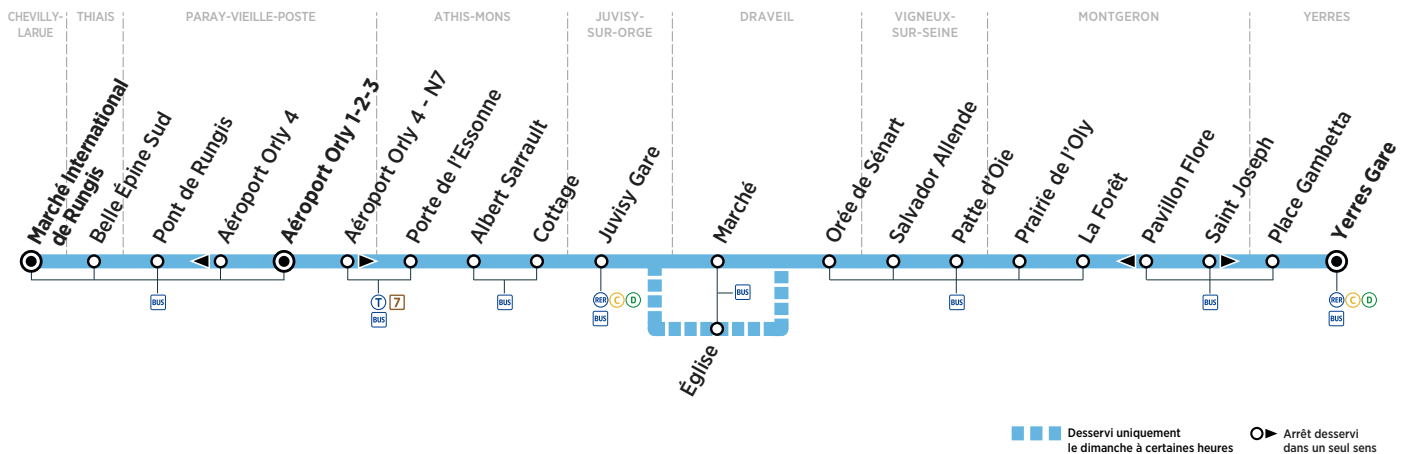 CHEVILLY-
LARUE
THIAIS
PARAY-VIEILLE-POSTE
ATHIS-MONS
JUVISY-
SUR-ORGE
DRAVEIL
VIGNEUX-
SUR-SEINE
MONTGERON
YERRES
Marché International
de Rungis
Belle Épine Sud
Pont de Rungis
Aéroport Orly 4
Aéroport Orly 1-2-3
Aéroport Orly 4 - N7
Porte de l'Essonne
Albert Sarrault
Cottage
Juvisy Gare
Marché
Orée de Sénart
Salvador Allende
Patte d'Oie
Prairie de l'Oly
La Forêt
Pavillon Flore
Saint Joseph
Place Gambetta
Yerres Gare
BUS
T 7
BUS
BUS
RER C D
BUS
BUS
Église
BUS
BUS
RER C D
BUS
Desservi uniquement
le dimanche à certaines heures
Arrêt desservi
dans un seul sens